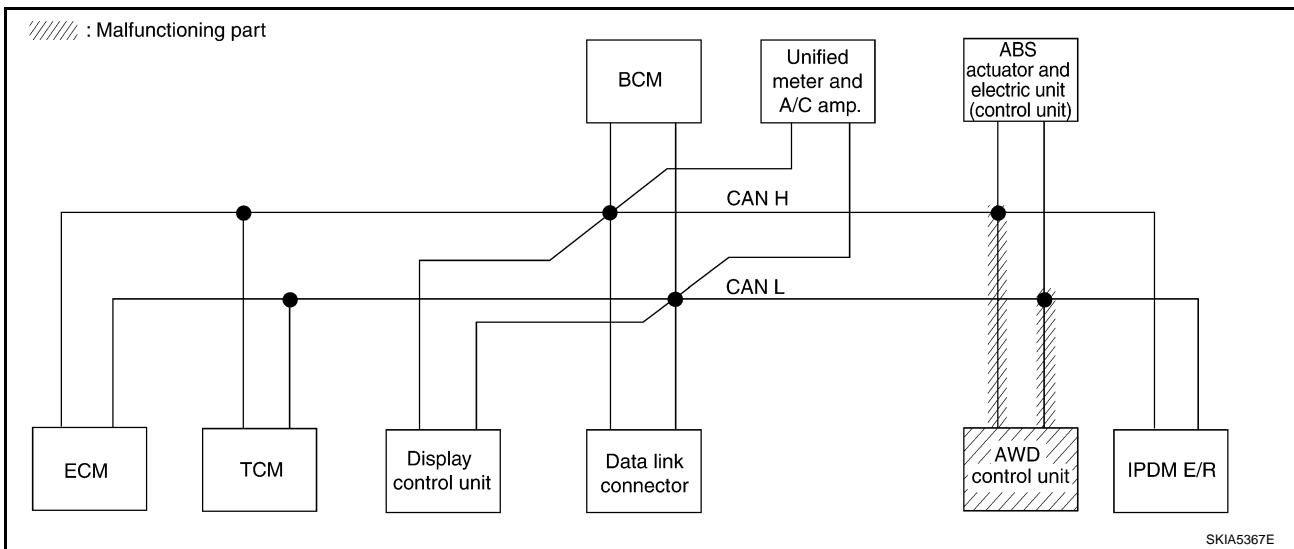 : Malfunctioning part
BCM
Unified
meter and
A/C amp.
ABS
actuator and
electric unit
(control unit)
CAN H
CAN L
ECM
TCM
Display
control unit
Data link
connector
AWD
control unit
IPDM E/R
SKIA5367E